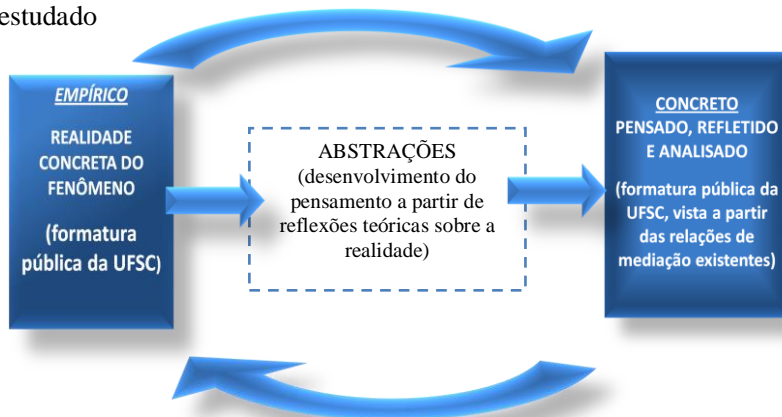 estudado
EMPÍRICO
REALIDADE
CONCRETA DO
FENÔMENO
(formatura
pública da UFSC)
ABSTRAÇÕES
(desenvolvimento do
pensamento a partir de
reflexões teóricas sobre a
realidade)
CONCRETO
PENSADO, REFLETIDO
E ANALISADO
(formatura pública da
UFSC, vista a partir
das relações de
mediação existentes)